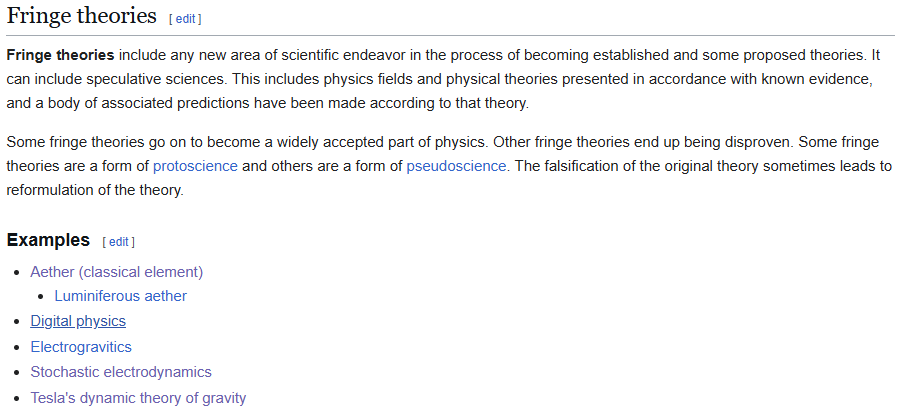 Fringe theories [ edit ]
Fringe theories include any new area of scientific endeavor in the process of becoming established and some proposed theories. It
can include speculative sciences. This includes physics fields and physical theories presented in accordance with known evidence,
and a body of associated predictions have been made according to that theory.
Some fringe theories go on to become a widely accepted part of physics. Other fringe theories end up being disproven. Some fringe
theories are a form of protoscience and others are a form of pseudoscience. The falsification of the original theory sometimes leads to
reformulation of the theory.
Examples [ edit ]
• Aether (classical element)
• Luminiferous aether
• Digital physics
• Electrogravitics
• Stochastic electrodynamics
• Tesla's dynamic theory of gravity